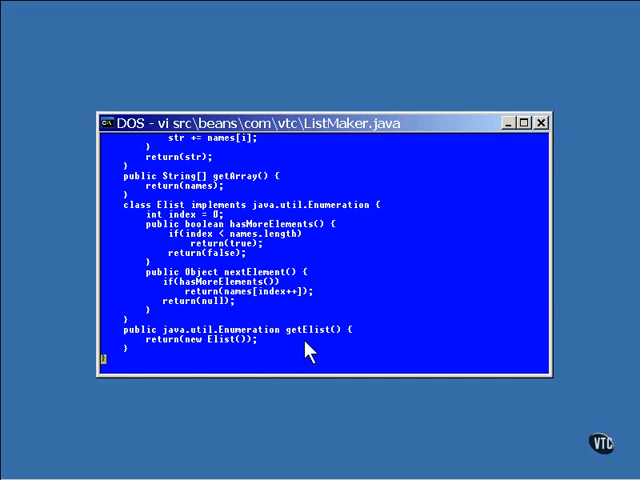 DOS - vi src\beans\com\vtc\ListMaker.java
str += names[i];
}
return(str);
}
public String[] getArray() {
return(names);
}
class Elist implements java.util.Enumeration {
int index = 0;
public boolean hasMoreElements() {
if(index < names.length)
return(true);
return(false);
}
public Object nextElement() {
if(hasMoreElements())
return(names[index++]);
return(null);
}
}
public java.util.Enumeration getElist() {
return(new Elist());
}
}
VTC